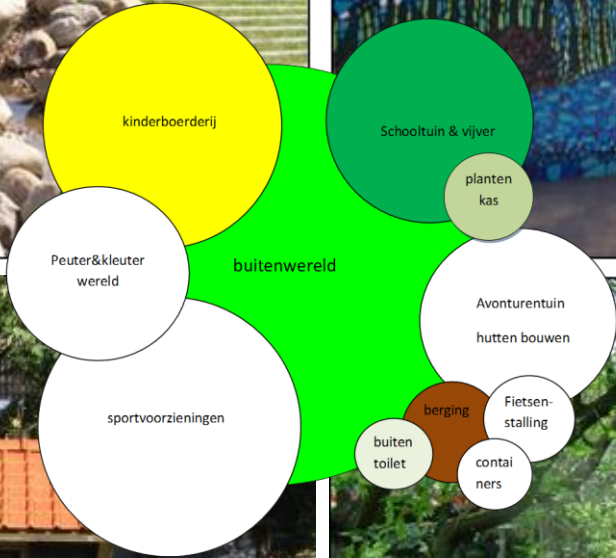 kinderboerderij
Schooltuin & vijver
planten
kas
Peuter&kleuter
wereld
buitenwereld
Avonturentuin
hutten bouwen
sportvoorzieningen
berging
Fietsen-
stalling
buiten
toilet
contai
ners